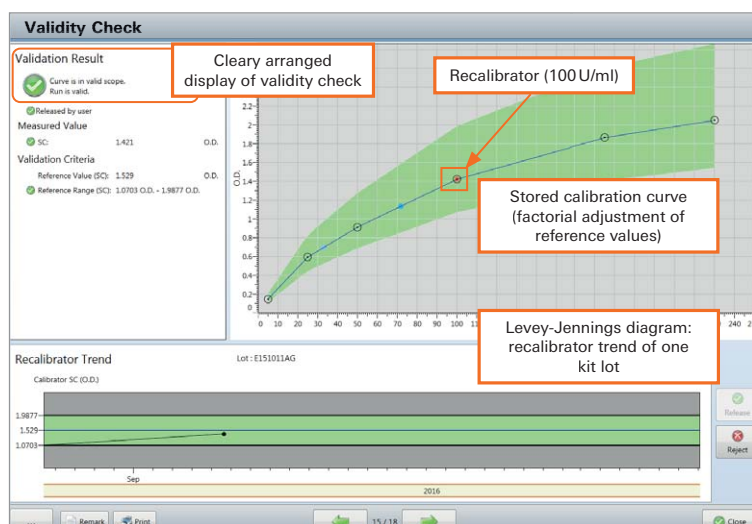 Validity Check
Validation Result
Curve is in valid scope.
Run is valid.
Released by user
Measured Value
SC: 1.421 O.D.
Validation Criteria
Reference Value (SC): 1.529 O.D.
Reference Range (SC): 1.0703 O.D. - 1.9877 O.D.
Cleary arranged
display of validity check
Recalibrator (100 U/ml)
Stored calibration curve
(factorial adjustment of
reference values)
Levey-Jennings diagram:
recalibrator trend of one
kit lot
2.2
2
1.8
1.6
1.4
1.2
1
0.8
0.6
0.4
0.2
0
O.D.
0 10 20 30 40 50 60 70 80 90 100 240
Recalibrator Trend
Lot : E151011AG
Calibrator SC (O.D.)
1.9877
1.529
1.0703
Sep
2016
Release
Reject
Remark
Print
15 / 18
Close